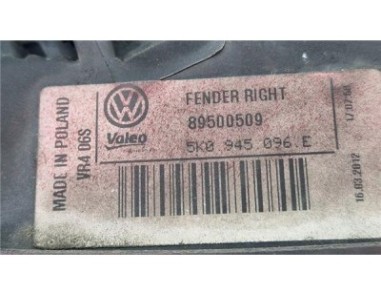 MADE IN POLAND
VR4 06S
Valeo
FENDER RIGHT
89500509
5K0 945 096.E
16.03.2012